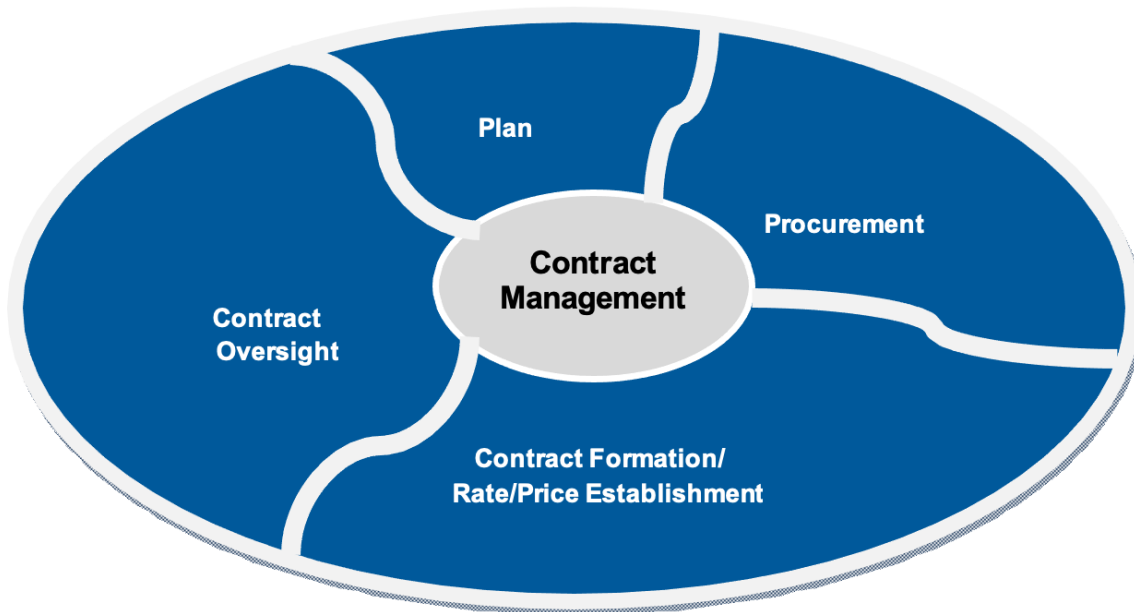 Plan
Procurement
Contract
Management
Contract
Oversight
Contract Formation/
Rate/Price Establishment